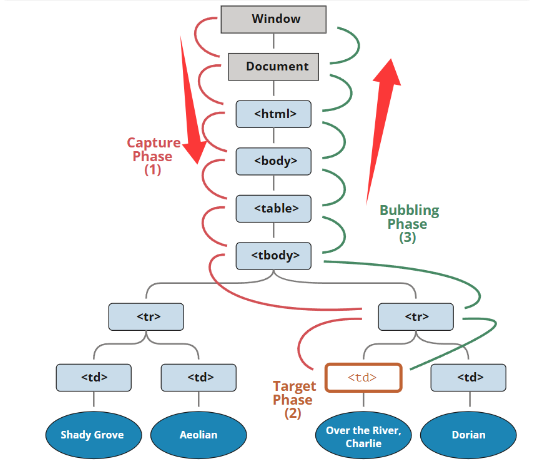 Window
Document
<html>
Capture
Phase
(1)
<body>
<table>
Bubbling
Phase
(3)
<tbody>
<tr>
<tr>
<td>
<td>
<td>
<td>
Target
Phase
(2)
Shady Grove
Aeolian
Over the River,
Charlie
Dorian